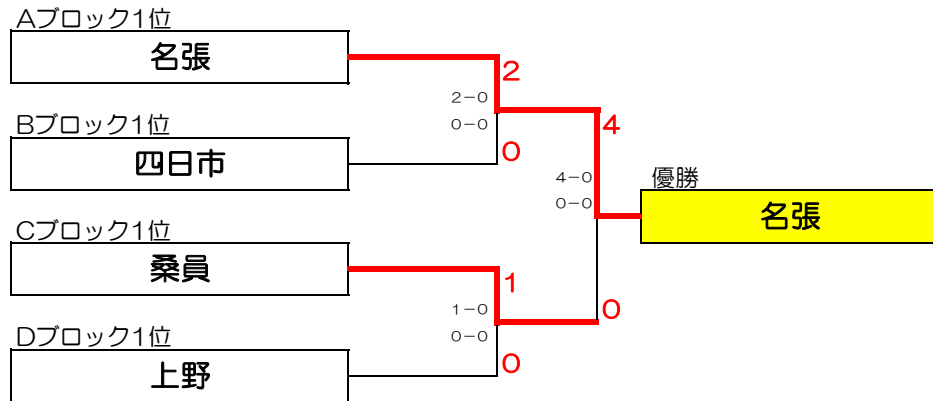 Aブロック1位
名張
2
2-0
0-0
Bブロック1位
四日市
0
4
4-0
0-0
優勝
名張
Cブロック1位
桑員
1
1-0
0-0
Dブロック1位
上野
0
0